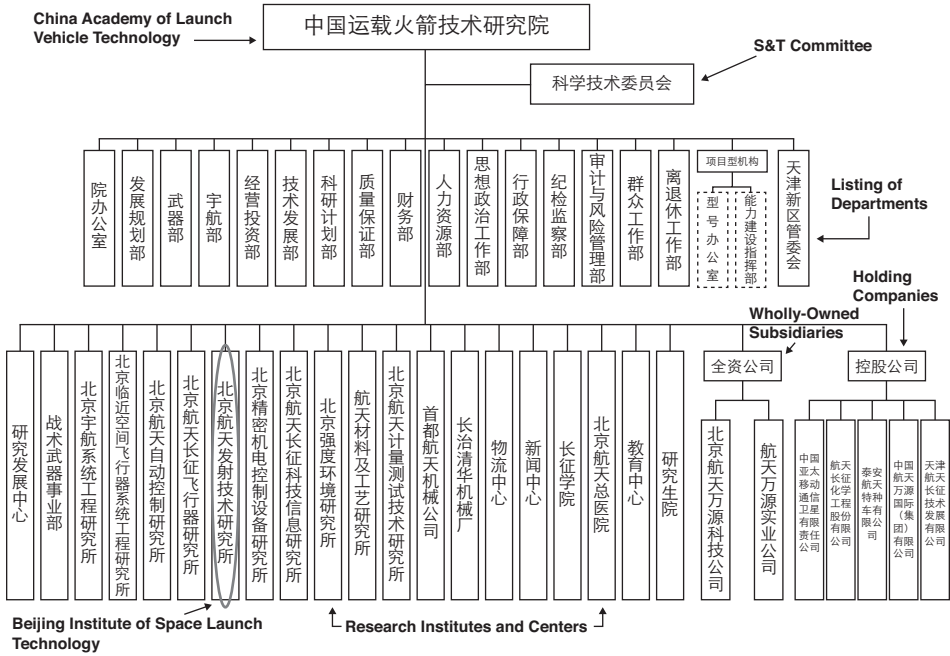 China Academy of Launch
Vehicle Technology
中国运载火箭技术研究院
S&T Committee
科学技术委员会
院办公室
发展规划部
武器部
宇航部
经营投资部
技术发展部
科研计划部
质量保证部
财务部
人力资源部
思想政治工作部
行政保障部
纪检监察部
审计与风险管理部
群众工作部
离退休工作部
项目型机构
型号办公室
能力建设指挥部
天津新区管委会
Listing of
Departments
Holding
Companies
Wholly-Owned
Subsidiaries
研究发展中心
战术武器事业部
北京宇航系统工程研究所
北京临近空间飞行器系统工程研究所
北京航天自动控制研究所
北京航天长征飞行器研究所
北京航天发射技术研究所
北京精密机电控制设备研究所
北京航天长征科技信息研究所
北京强度环境研究所
航天材料及工艺研究所
北京航天计量测试技术研究所
首都航天机械公司
长治清华机械厂
物流中心
新闻中心
长征学院
北京航天总医院
教育中心
研究生院
全资公司
北京航天万源科技公司
航天万源实业公司
控股公司
中国
亚太
移动
通信
卫星
有限
责任
公司
航天
长征
化学
工程
股份
有限
公司
泰安
航天
特种
车有
限公
司
中国
航天
万源
国际
（集
团）
有限
公司
天津
航天
长征
技术
发展
有限
公司
Beijing Institute of Space Launch
Technology
Research Institutes and Centers